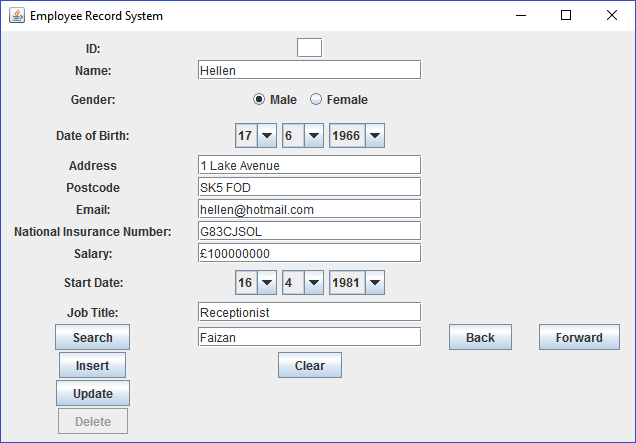 Employee Record System
ID:
Name: Hellen
Gender: Male Female
Date of Birth: 17 6 1966
Address 1 Lake Avenue
Postcode SK5 FOD
Email: hellen@hotmail.com
National Insurance Number: G83CJSOL
Salary: £100000000
Start Date: 16 4 1981
Job Title: Receptionist
Search Faizan Back Forward
Insert Clear
Update
Delete